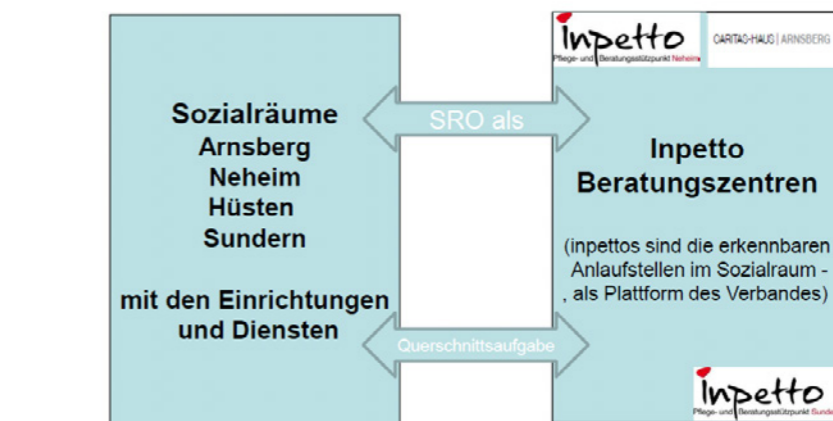 Sozialräume
Arnsberg
Neheim
Hüsten
Sundern
mit den Einrichtungen
und Diensten
SRO als
Querschnittsaufgabe
Inpetto
Pflege- und Beratungsstützpunkt Neheim
CARITAS-HAUS | ARNSBERG
Inpetto
Beratungszentren
(inpettos sind die erkennbaren
Anlaufstellen im Sozialraum -
, als Plattform des Verbandes)
Inpetto
Pflege- und Beratungsstützpunkt Sunde